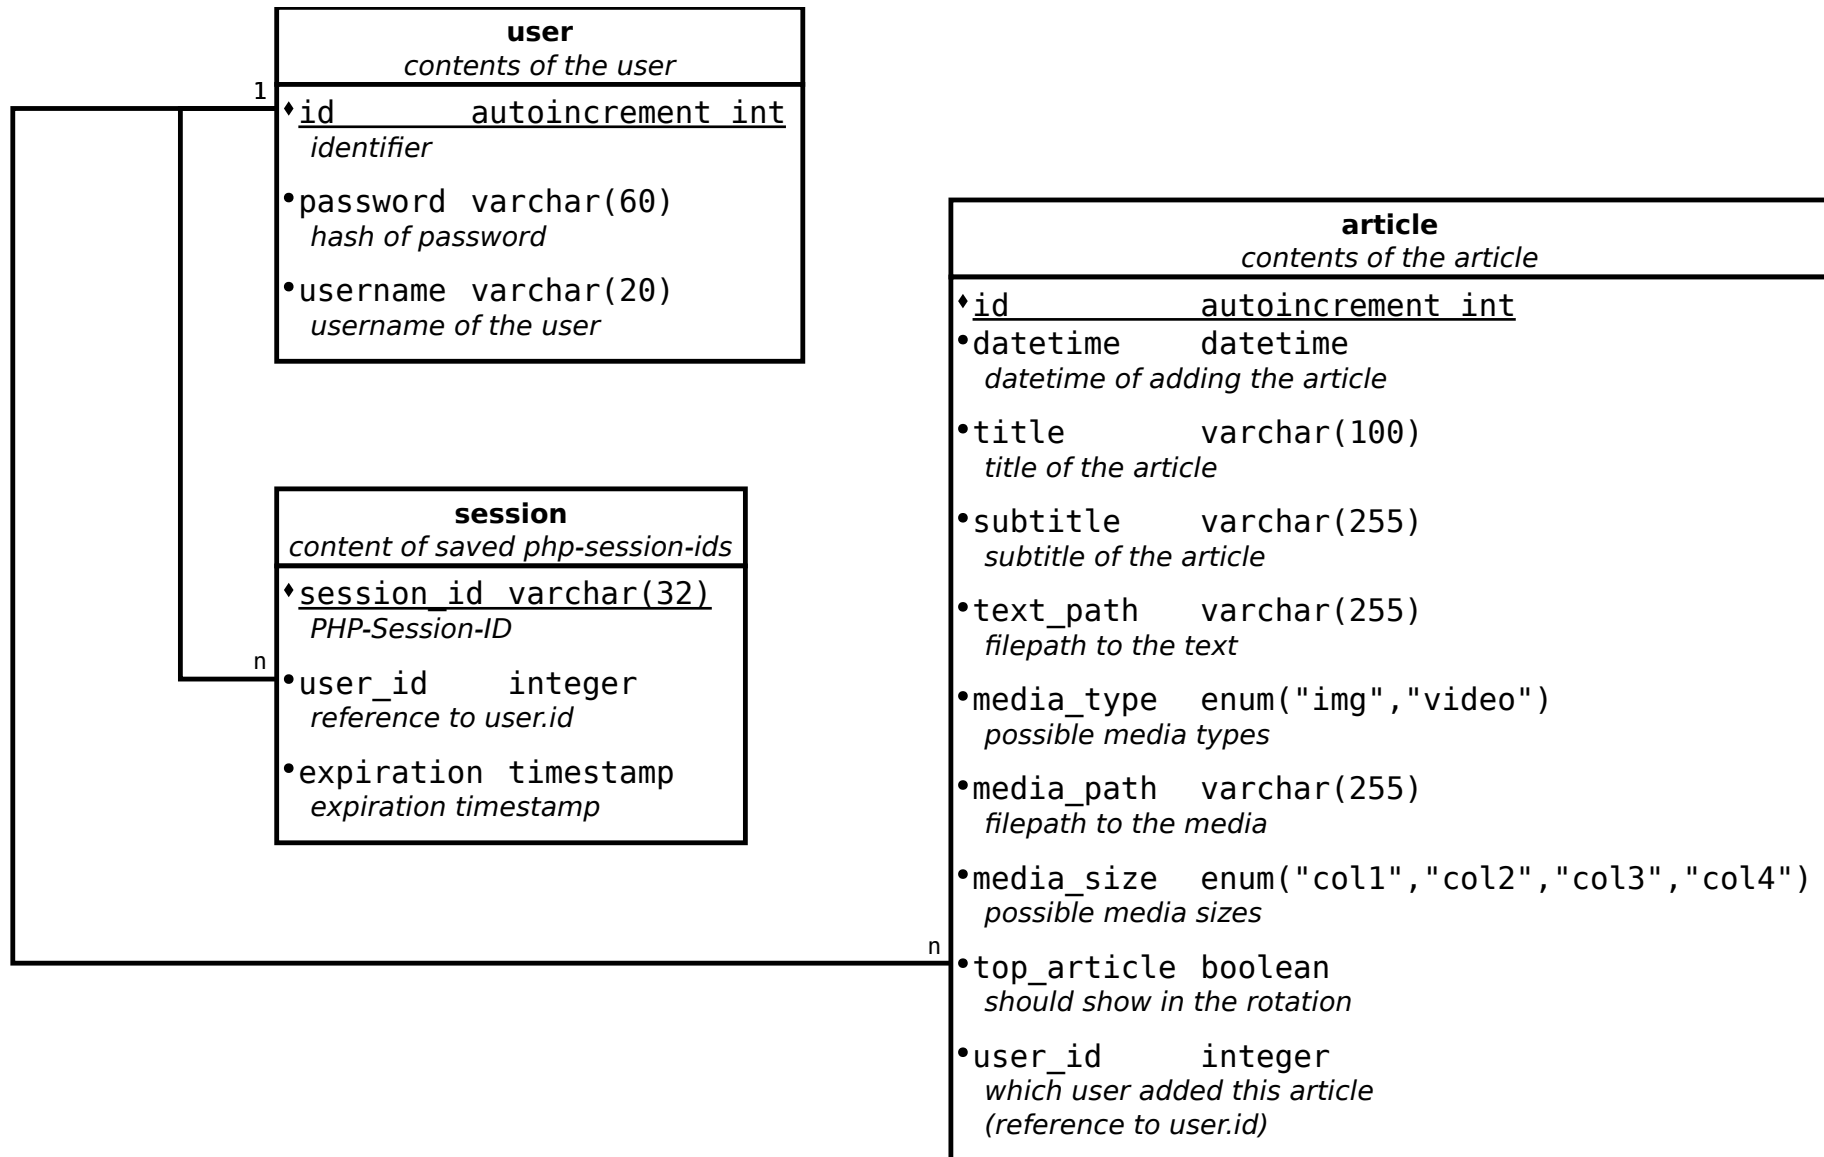 user
contents of the user
1
id autoincrement int
identifier
password varchar(60)
hash of password
username varchar(20)
username of the user
session
content of saved php-session-ids
session_id varchar(32)
PHP-Session-ID
n
user_id integer
reference to user.id
expiration timestamp
expiration timestamp
article
contents of the article
id autoincrement int
datetime datetime
datetime of adding the article
title varchar(100)
title of the article
subtitle varchar(255)
subtitle of the article
text_path varchar(255)
filepath to the text
media_type enum("img","video")
possible media types
media_path varchar(255)
filepath to the media
media_size enum("col1","col2","col3","col4")
possible media sizes
n
top_article boolean
should show in the rotation
user_id integer
which user added this article
(reference to user.id)